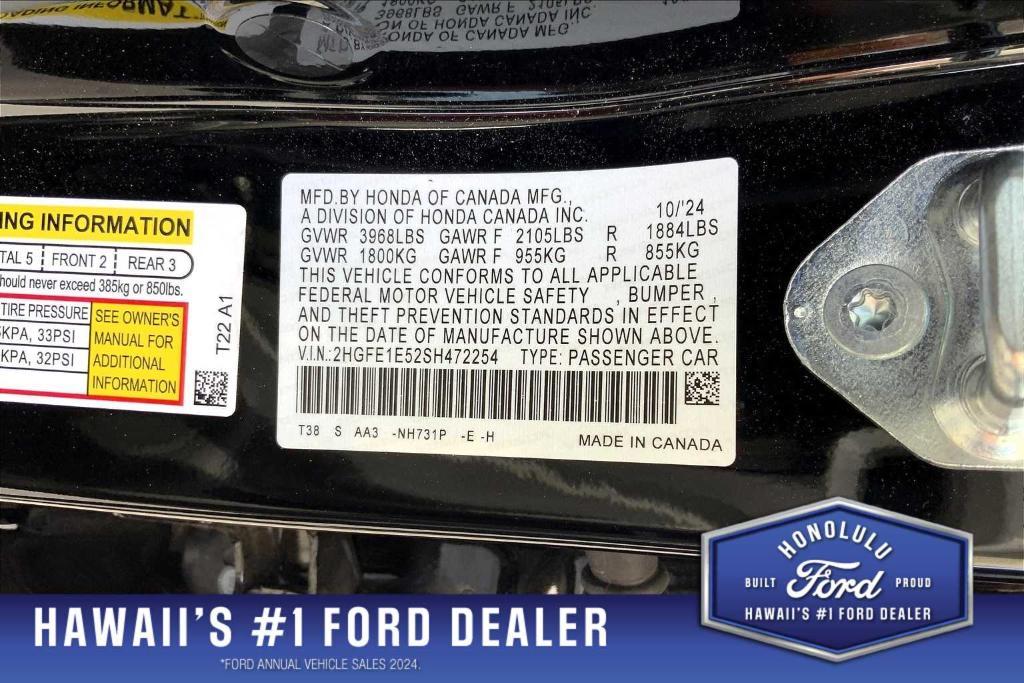 MFD.BY HONDA OF CANADA MFG.,
A DIVISION OF HONDA CANADA INC. 10/'24
GVWR 3968LBS GAWR F 2105LBS R 1884LBS
GVWR 1800KG GAWR F 955KG R 855KG
THIS VEHICLE CONFORMS TO ALL APPLICABLE
FEDERAL MOTOR VEHICLE SAFETY , BUMPER ,
AND THEFT PREVENTION STANDARDS IN EFFECT
ON THE DATE OF MANUFACTURE SHOWN ABOVE.
V.I.N.:2HGFE1E52SH472254 TYPE: PASSENGER CAR
T38 S AA3 -NH731P -E -H MADE IN CANADA
INFORMATION
FRONT 2 REAR 3
should never exceed 385kg or 850lbs.
TIRE PRESSURE
KPA, 33PSI
KPA, 32PSI
SEE OWNER'S
MANUAL FOR
ADDITIONAL
INFORMATION
T22 A1
HONOLULU
BUILT Ford PROUD
HAWAII'S #1 FORD DEALER
HAWAII'S #1 FORD DEALER
*FORD ANNUAL VEHICLE SALES 2024.